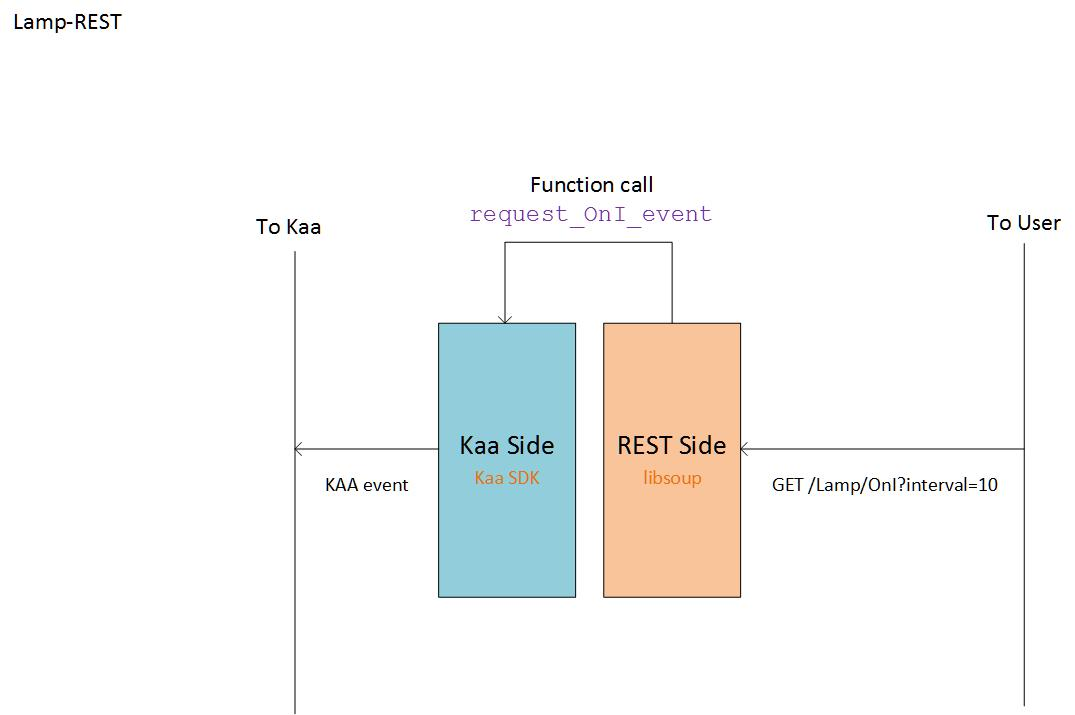 Lamp-REST
Function call
request_OnI_event
To Kaa
To User
Kaa Side
Kaa SDK
REST Side
libsoup
KAA event
GET /Lamp/OnI?interval=10